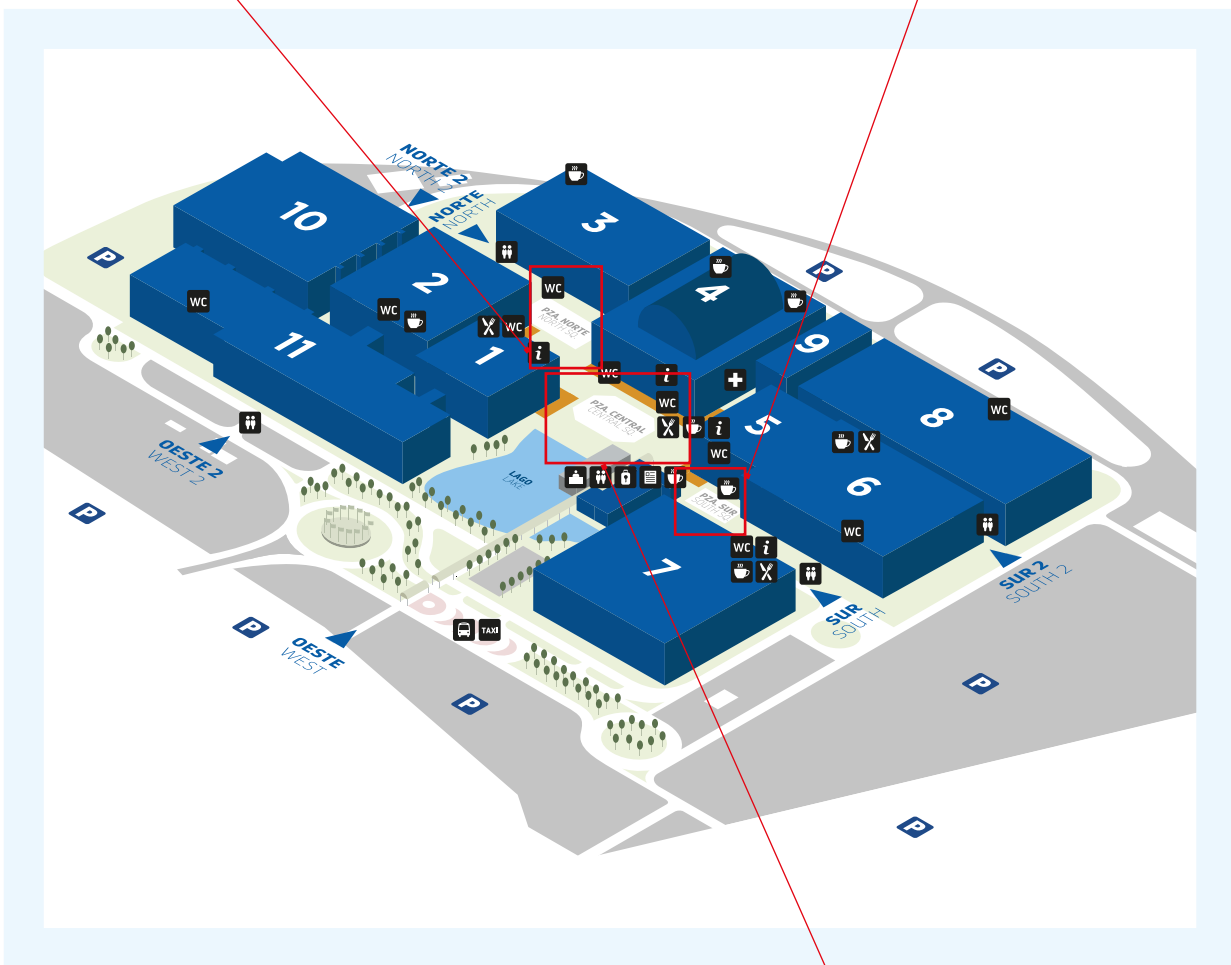 NORTE 2
NORTH 2
NORTE
NORTH
3
10
P
P
2
4
WC
WC
WC
PZA. NORTE
NORTH SQ.
9
11
WC
1
i
P
WC
i
WC
8
WC
PZA. CENTRAL
CENTRAL SQ.
5
i
WC
OESTE 2
WEST 2
LAGO
LAKE
6
PZA. SUR
SOUTH SQ.
P
WC
WC
i
7
SUR 2
SOUTH 2
SUR
SOUTH
P
TAXI
OESTE
WEST
P
P
P